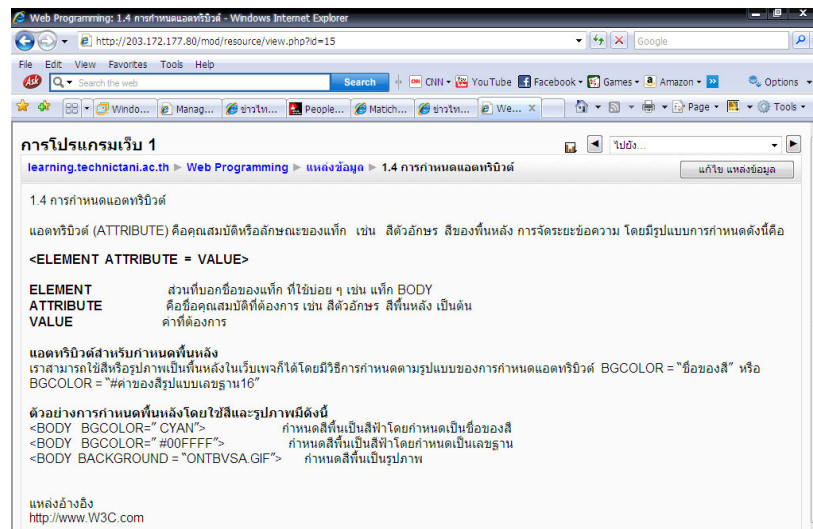 Web Programming: 1.4 การกำหนดแอตทริบิวต์ - Windows Internet Explorer
http://203.172.177.80/mod/resource/view.php?id=15
Google
File Edit View Favorites Tools Help
Ask Search the web Search CNN YouTube Facebook Games Amazon Options
Windo... Manag... ข่าวไท... People... Matich... ข่าวไท... We... X Page Tools
การโปรแกรมเว็บ 1
ไปยัง...
learning.technictani.ac.th ► Web Programming ► แหล่งข้อมูล ► 1.4 การกำหนดแอตทริบิวต์
แก้ไข แหล่งข้อมูล
1.4 การกำหนดแอตทริบิวต์
แอตทริบิวต์ (ATTRIBUTE) คือคุณสมบัติหรือลักษณะของแท็ก เช่น สีตัวอักษร สีของพื้นหลัง การจัดระยะข้อความ โดยมีรูปแบบการกำหนดดังนี้คือ
<ELEMENT ATTRIBUTE = VALUE>
ELEMENT ส่วนที่บอกชื่อของแท็ก ที่ใช้บ่อย ๆ เช่น แท็ก BODY
ATTRIBUTE คือชื่อคุณสมบัติที่ต้องการ เช่น สีตัวอักษร สีพื้นหลัง เป็นต้น
VALUE ค่าที่ต้องการ
แอตทริบิวต์สำหรับกำหนดพื้นหลัง
เราสามารถใช้สีหรือรูปภาพเป็นพื้นหลังในเว็บเพจก็ได้โดยมีวิธีการกำหนดตามรูปแบบของการกำหนดแอตทริบิวต์ BGCOLOR = "ชื่อของสี" หรือ
BGCOLOR = "#ค่าของสีรูปแบบเลขฐาน16"
ตัวอย่างการกำหนดพื้นหลังโดยใช้สีและรูปภาพมีดังนี้
<BODY BGCOLOR=" CYAN"> กำหนดสีพื้นเป็นสีฟ้าโดยกำหนดเป็นชื่อของสี
<BODY BGCOLOR=" #00FFFF"> กำหนดสีพื้นเป็นสีฟ้าโดยกำหนดเป็นเลขฐาน
<BODY BACKGROUND = "ONTBVSA.GIF"> กำหนดสีพื้นเป็นรูปภาพ
แหล่งอ้างอิง
http://www.W3C.com